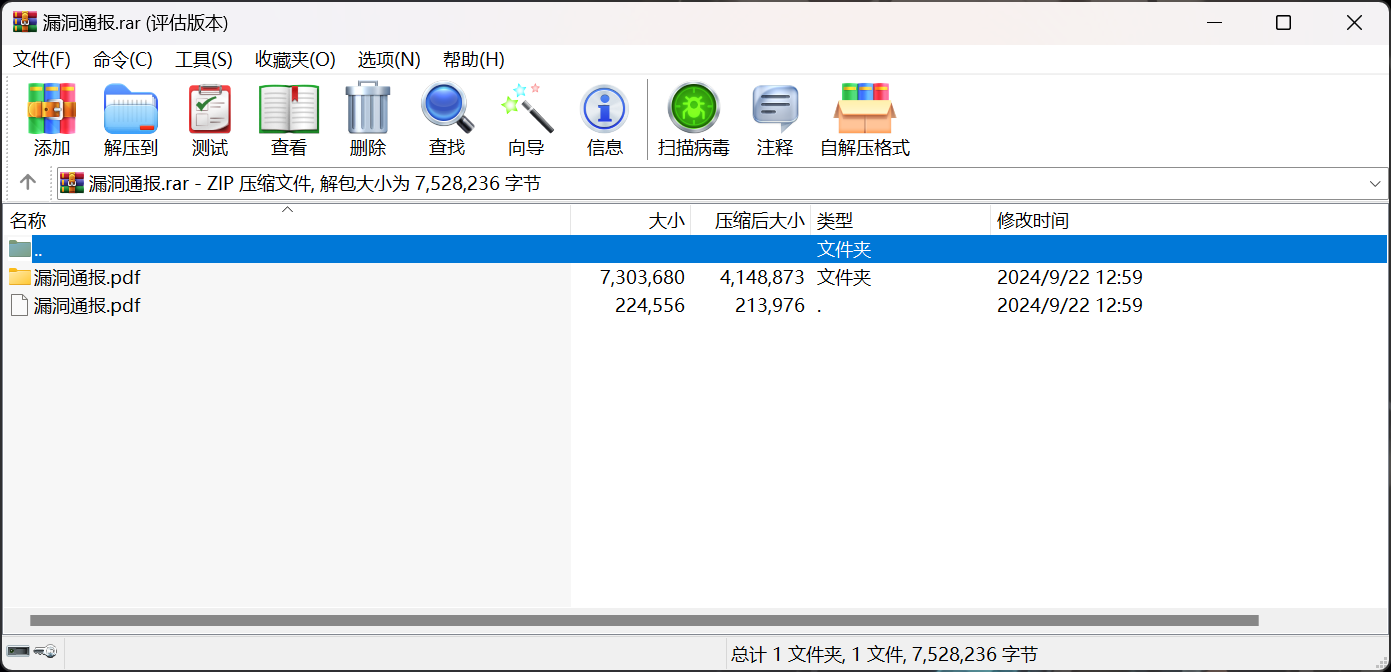 漏洞通报.rar (评估版本)
文件(F) 命令(C) 工具(S) 收藏夹(O) 选项(N) 帮助(H)
添加 解压到 测试 查看 删除 查找 向导 信息 扫描病毒 注释 自解压格式
漏洞通报.rar - ZIP 压缩文件, 解包大小为 7,528,236 字节
名称 大小 压缩后大小 类型 修改时间
.. 文件夹
漏洞通报.pdf 7,303,680 4,148,873 文件夹 2024/9/22 12:59
漏洞通报.pdf 224,556 213,976 . 2024/9/22 12:59
总计 1 文件夹, 1 文件, 7,528,236 字节